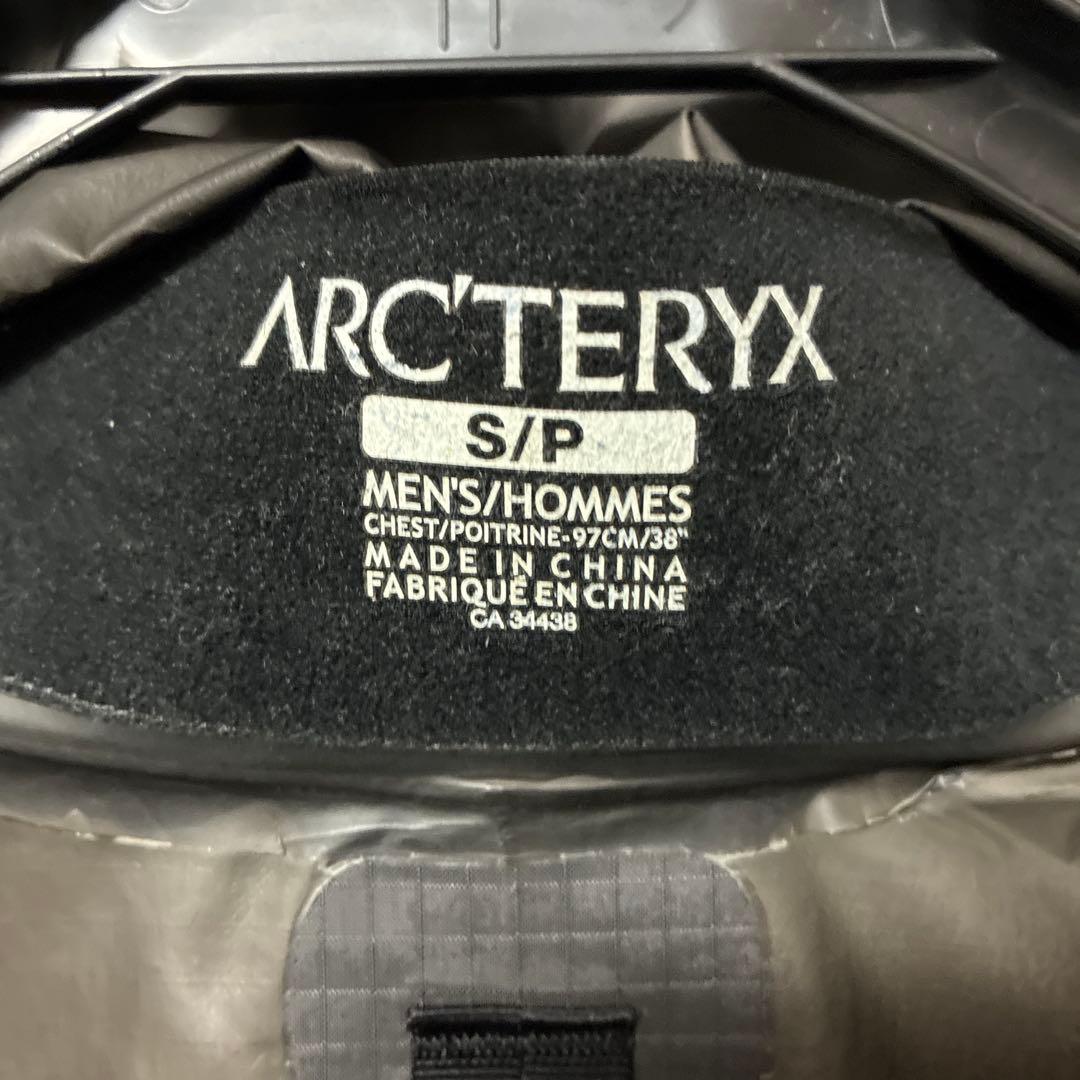 ARC'TERYX
S/P
MEN'S/HOMMES
CHEST/POITRINE-97CM/38"
MADE IN CHINA
FABRIQUÉ EN CHINE
CA 34438